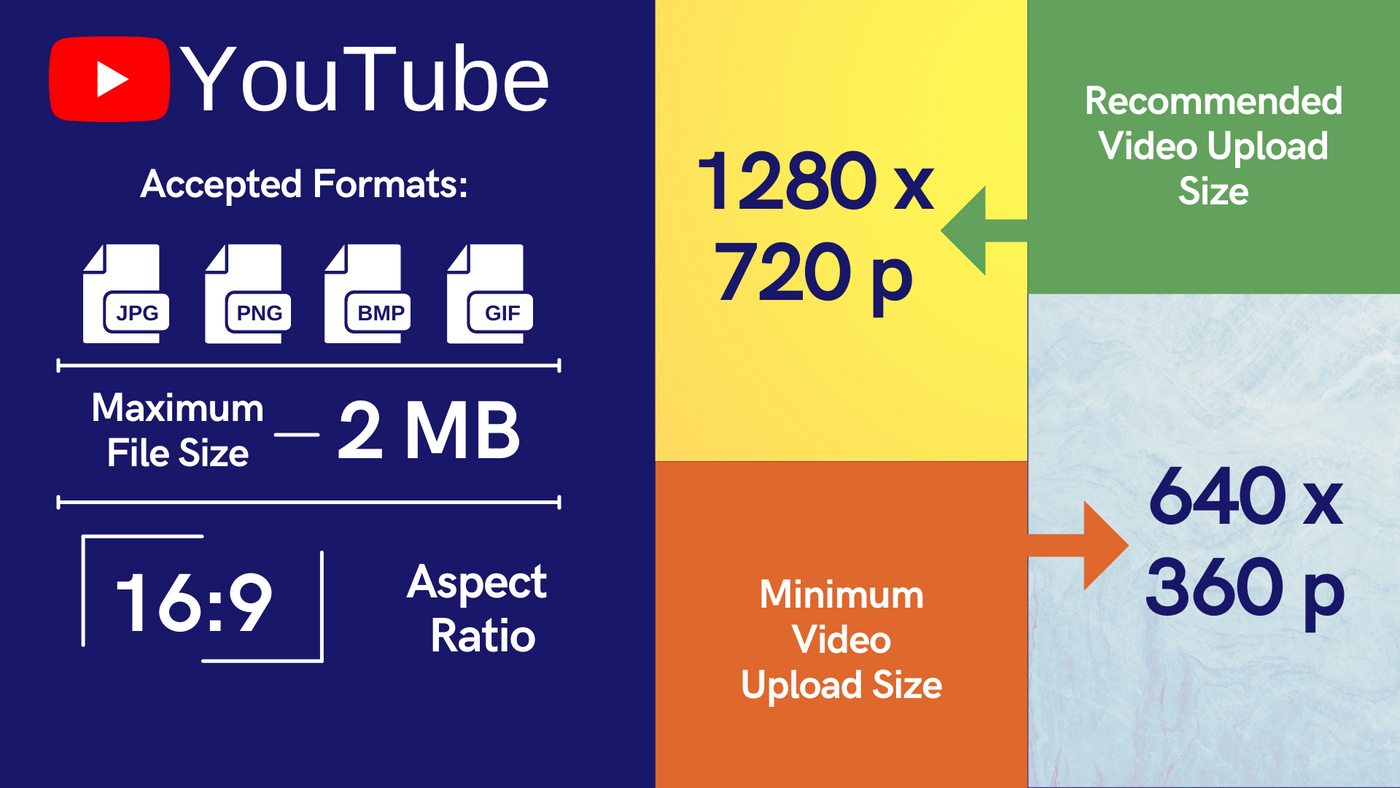 YouTube
Accepted Formats:
JPG PNG BMP GIF
Maximum
File Size — 2 MB
16:9
Aspect
Ratio
1280 x
720 p
Recommended
Video Upload
Size
Minimum
Video
Upload Size
640 x
360 p